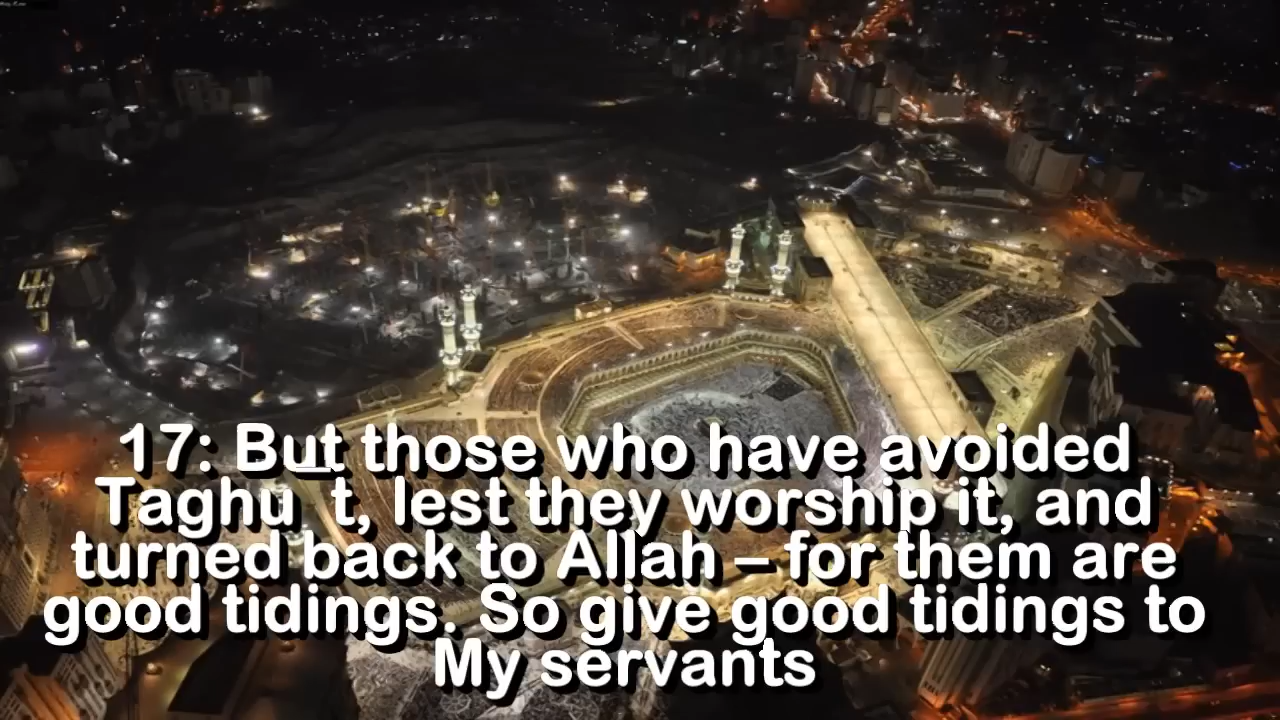 17: But those who have avoided
Taghu̅ t, lest they worship it, and
turned back to Allah – for them are
good tidings. So give good tidings to
My servants